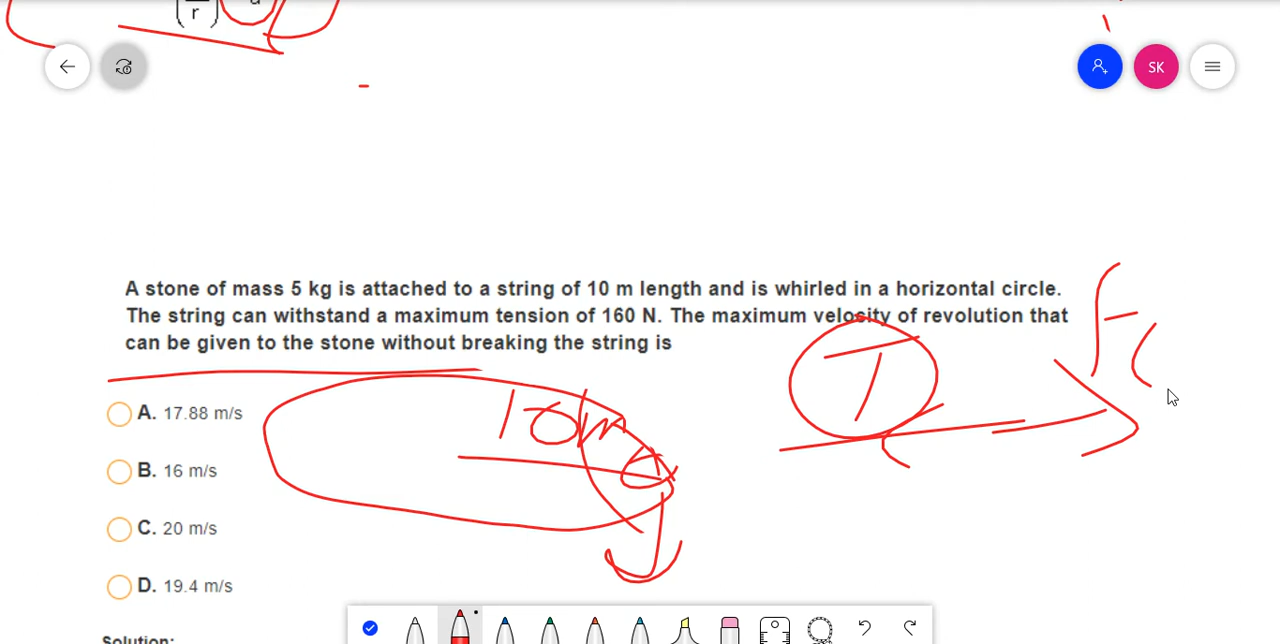 r a
SK
A stone of mass 5 kg is attached to a string of 10 m length and is whirled in a horizontal circle.
The string can withstand a maximum tension of 160 N. The maximum velocity of revolution that
can be given to the stone without breaking the string is
T
Fc
A. 17.88 m/s
10m
B. 16 m/s
C. 20 m/s
D. 19.4 m/s
Solution: